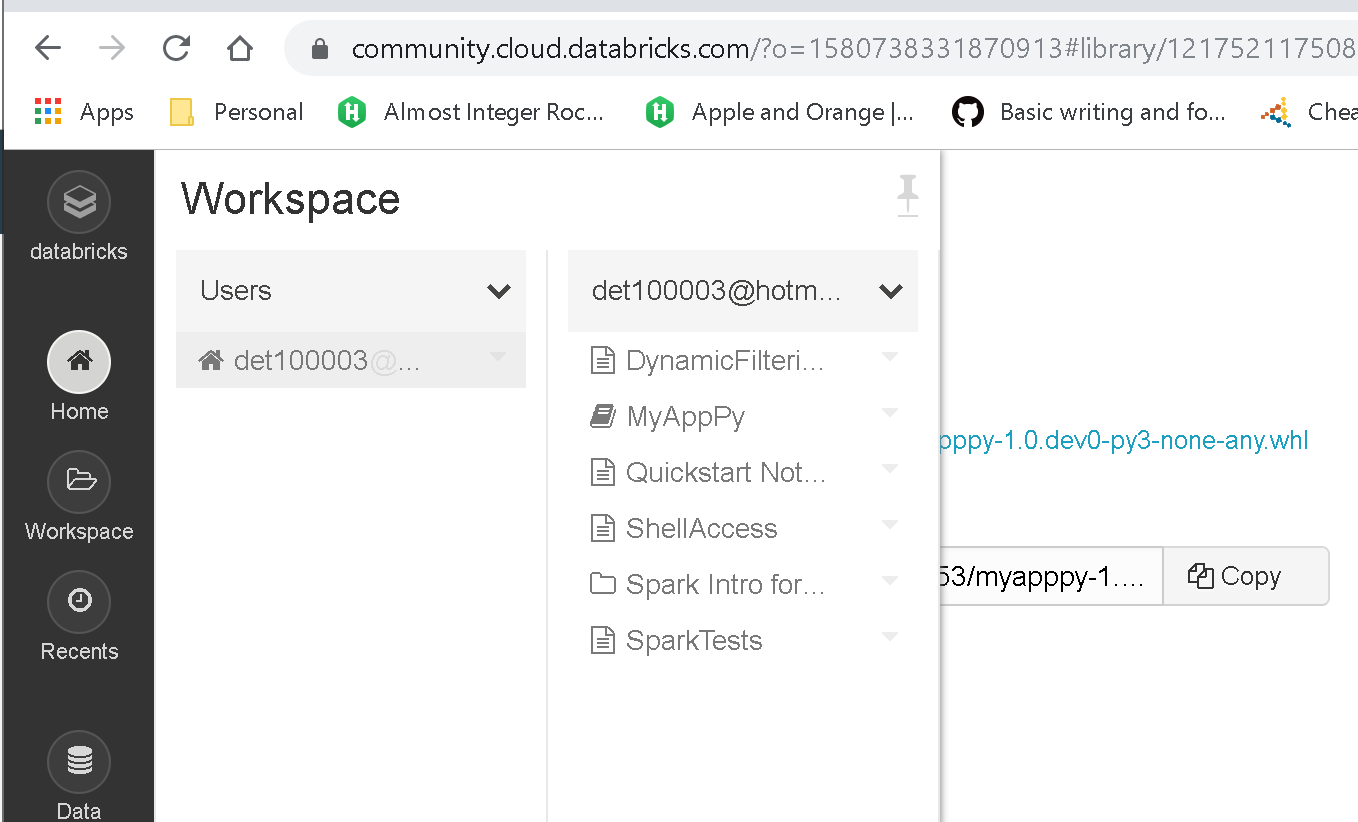 community.cloud.databricks.com/?o=1580738331870913#library/121752117508
Apps Personal Almost Integer Roc... Apple and Orange |... Basic writing and fo... Chea
Workspace
databricks
Users
det100003@hotm...
det100003@...
DynamicFilteri...
Home
MyAppPy
pppy-1.0.dev0-py3-none-any.whl
Quickstart Not...
Workspace
ShellAccess
Spark Intro for...
53/myapppy-1....
Copy
Recents
SparkTests
Data